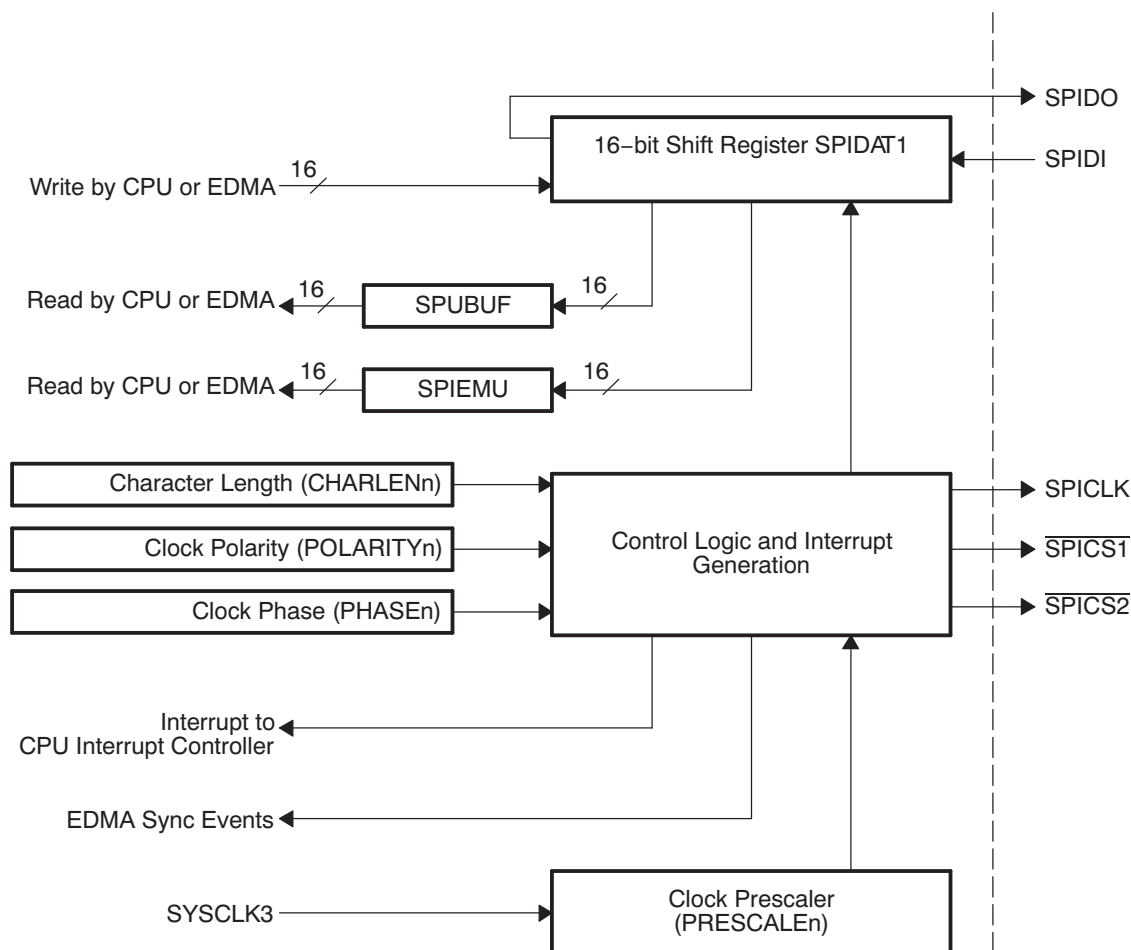 SPIDO
16−bit Shift Register SPIDAT1
SPIDI
16
Write by CPU or EDMA
16
16
Read by CPU or EDMA
SPUBUF
16
16
Read by CPU or EDMA
SPIEMU
Character Length (CHARLENn)
SPICLK
Clock Polarity (POLARITYn)
Control Logic and Interrupt
Generation
SPICS1
Clock Phase (PHASEn)
SPICS2
Interrupt to
CPU Interrupt Controller
EDMA Sync Events
SYSCLK3
Clock Prescaler
(PRESCALEn)